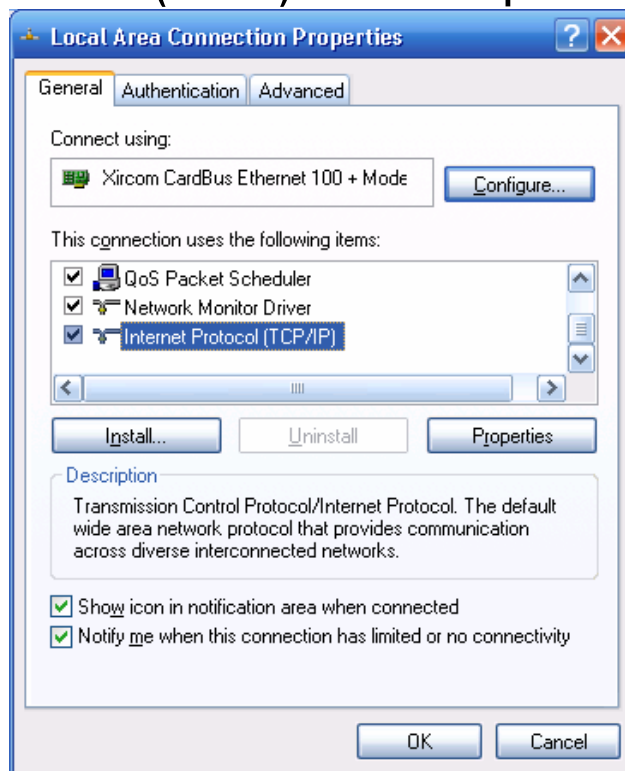 Local Area Connection Properties
General Authentication Advanced
Connect using:
Xircom CardBus Ethernet 100 + Mode
Configure...
This connection uses the following items:
QoS Packet Scheduler
Network Monitor Driver
Internet Protocol (TCP/IP)
Install... Uninstall Properties
Description
Transmission Control Protocol/Internet Protocol. The default
wide area network protocol that provides communication
across diverse interconnected networks.
Show icon in notification area when connected
Notify me when this connection has limited or no connectivity
OK Cancel